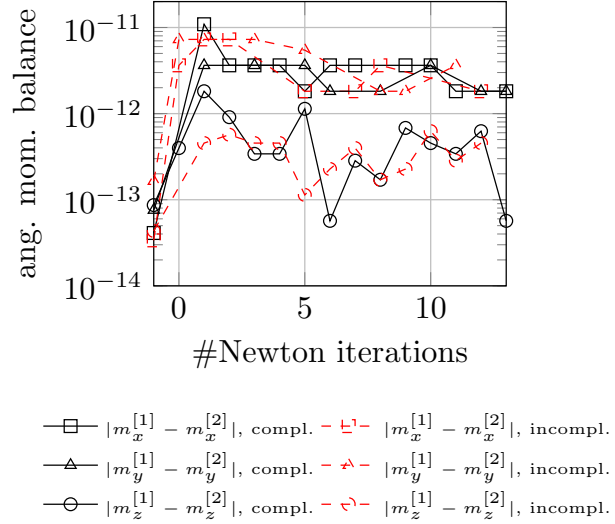 10^{-11}
10^{-12}
10^{-13}
10^{-14}
ang. mom. balance
0 5 10
#Newton iterations
|m_x^{[1]} − m_x^{[2]}|, compl. |m_x^{[1]} − m_x^{[2]}|, incompl.
|m_y^{[1]} − m_y^{[2]}|, compl. |m_y^{[1]} − m_y^{[2]}|, incompl.
|m_z^{[1]} − m_z^{[2]}|, compl. |m_z^{[1]} − m_z^{[2]}|, incompl.